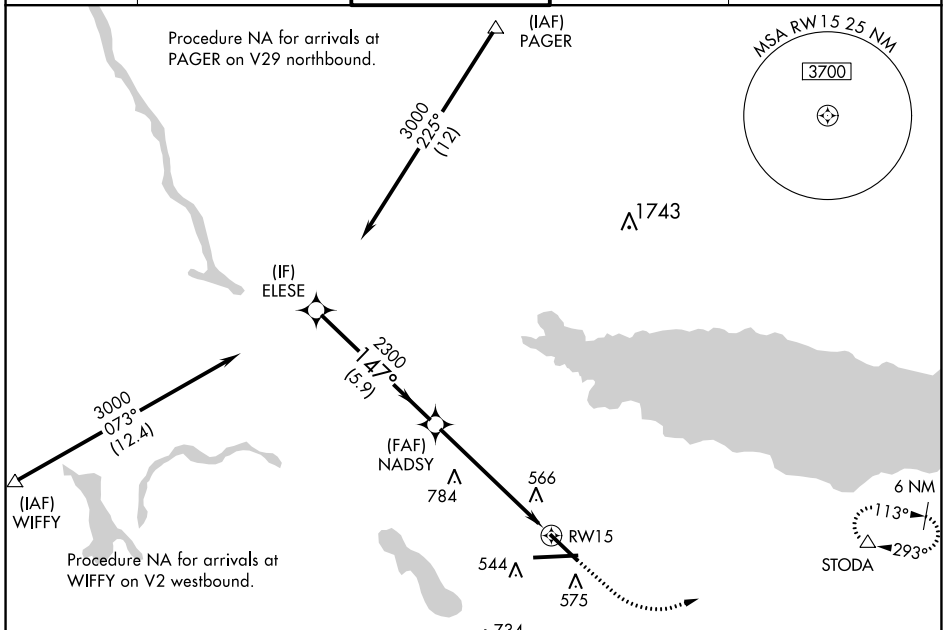 Procedure NA for arrivals at
PAGER on V29 northbound.
(IAF)
PAGER
MSA RW15 25 NM
3700
3000
225°
(12)
1743
(IF)
ELESE
2300
147°
(5.9)
3000
073°
(12.4)
(FAF)
NADSY
784
566
6 NM
113°
293°
STODA
(IAF)
WIFFY
RW15
Procedure NA for arrivals at
WIFFY on V2 westbound.
544
575